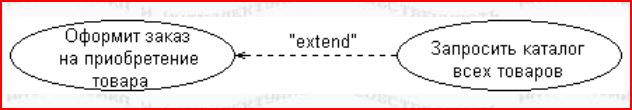 Оформит заказ
на приобретение
товара
"extend"
Запросить каталог
всех товаров